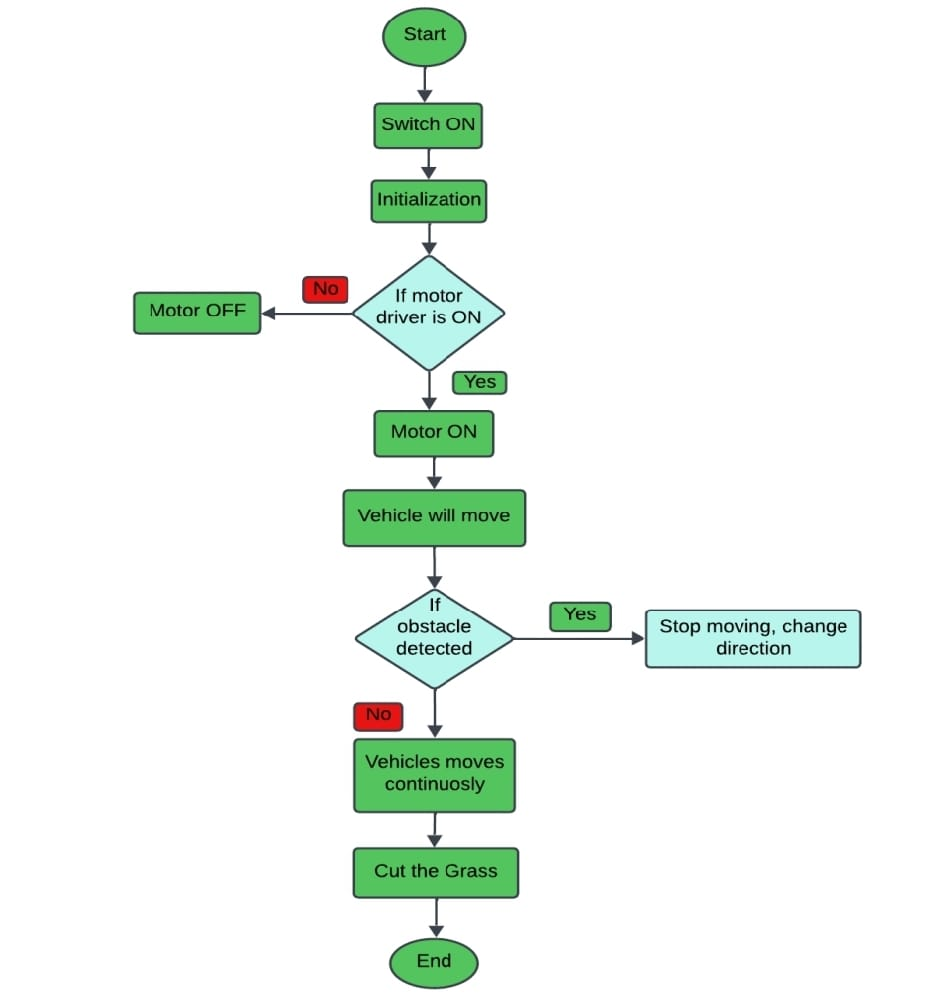 Start
Switch ON
Initialization
If motor
driver is ON
No
Motor OFF
Yes
Motor ON
Vehicle will move
If
obstacle
detected
Yes
Stop moving, change
direction
No
Vehicles moves
continuosly
Cut the Grass
End